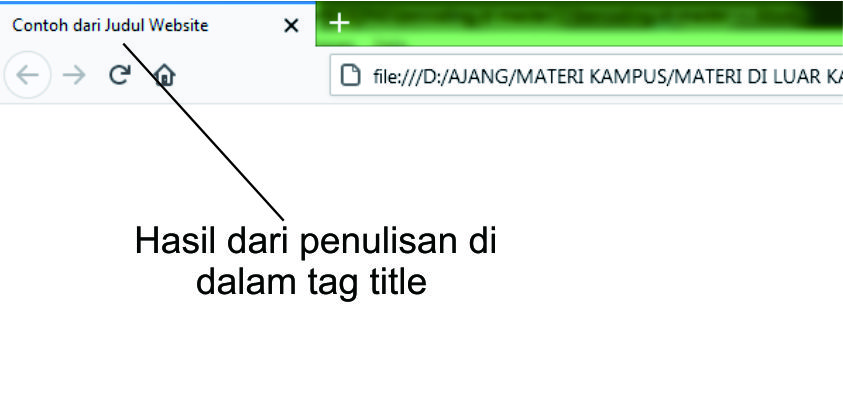 Contoh dari Judul Website
file:///D:/AJANG/MATERI KAMPUS/MATERI DI LUAR
Hasil dari penulisan di
dalam tag title